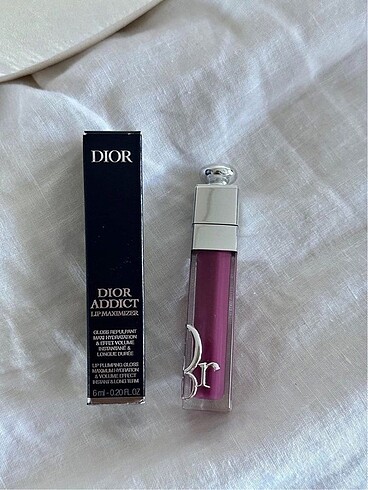 DIOR
DIOR
ADDICT
LIP MAXIMIZER
GLOSS REPULPANT
MAXI HYDRATATION
& EFFET VOLUME
INSTANTANÉ &
LONGUE DURÉE
LIP PLUMPING GLOSS
MAXIMUM HYDRATION
& VOLUME EFFECT
INSTANT & LONG TERM
6 ml - 0.20 FL. OZ